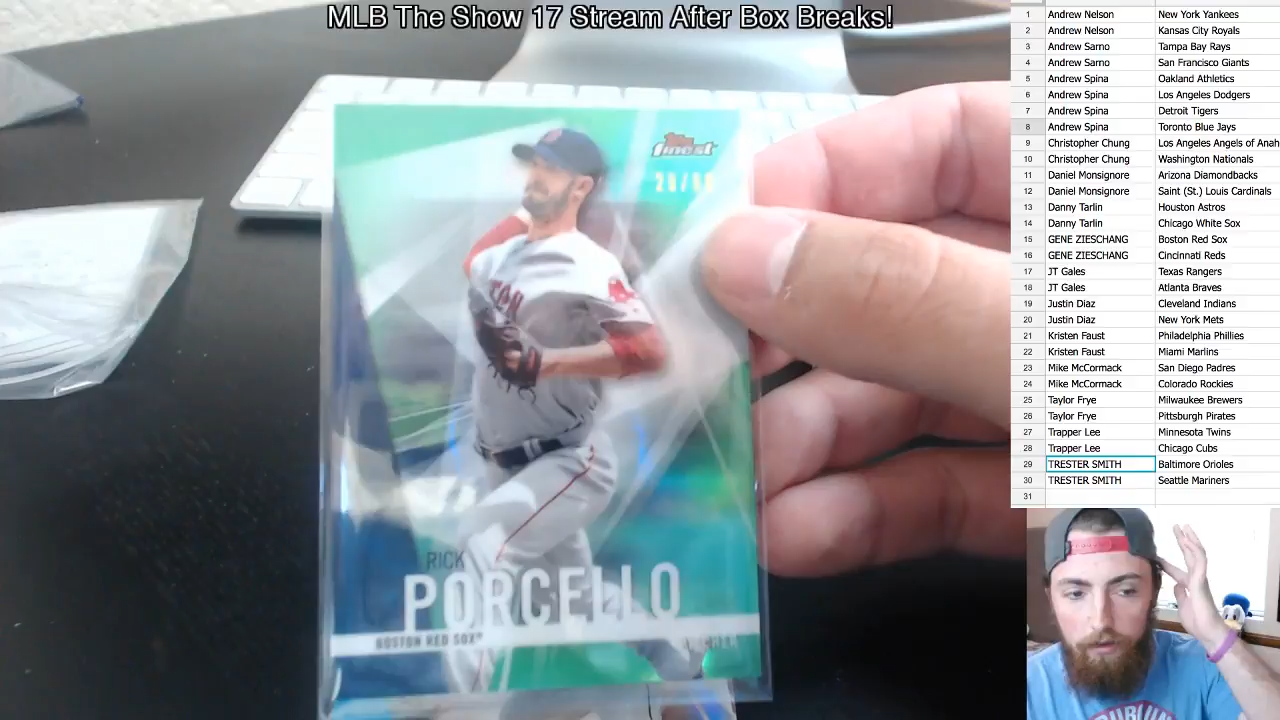 MLB The Show 17 Stream After Box Breaks!
finest
RICK
PORCELLO
BOSTON RED SOX
1 Andrew Nelson New York Yankees
2 Andrew Nelson Kansas City Royals
3 Andrew Sarno Tampa Bay Rays
4 Andrew Sarno San Francisco Giants
5 Andrew Spina Oakland Athletics
6 Andrew Spina Los Angeles Dodgers
7 Andrew Spina Detroit Tigers
8 Andrew Spina Toronto Blue Jays
9 Christopher Chung Los Angeles Angels of Anah
10 Christopher Chung Washington Nationals
11 Daniel Monsignore Arizona Diamondbacks
12 Daniel Monsignore Saint (St.) Louis Cardinals
13 Danny Tarlin Houston Astros
14 Danny Tarlin Chicago White Sox
15 GENE ZIESCHANG Boston Red Sox
16 GENE ZIESCHANG Cincinnati Reds
17 JT Gales Texas Rangers
18 JT Gales Atlanta Braves
19 Justin Diaz Cleveland Indians
20 Justin Diaz New York Mets
21 Kristen Faust Philadelphia Phillies
22 Kristen Faust Miami Marlins
23 Mike McCormack San Diego Padres
24 Mike McCormack Colorado Rockies
25 Taylor Frye Milwaukee Brewers
26 Taylor Frye Pittsburgh Pirates
27 Trapper Lee Minnesota Twins
28 Trapper Lee Chicago Cubs
29 TRESTER SMITH Baltimore Orioles
30 TRESTER SMITH Seattle Mariners
31